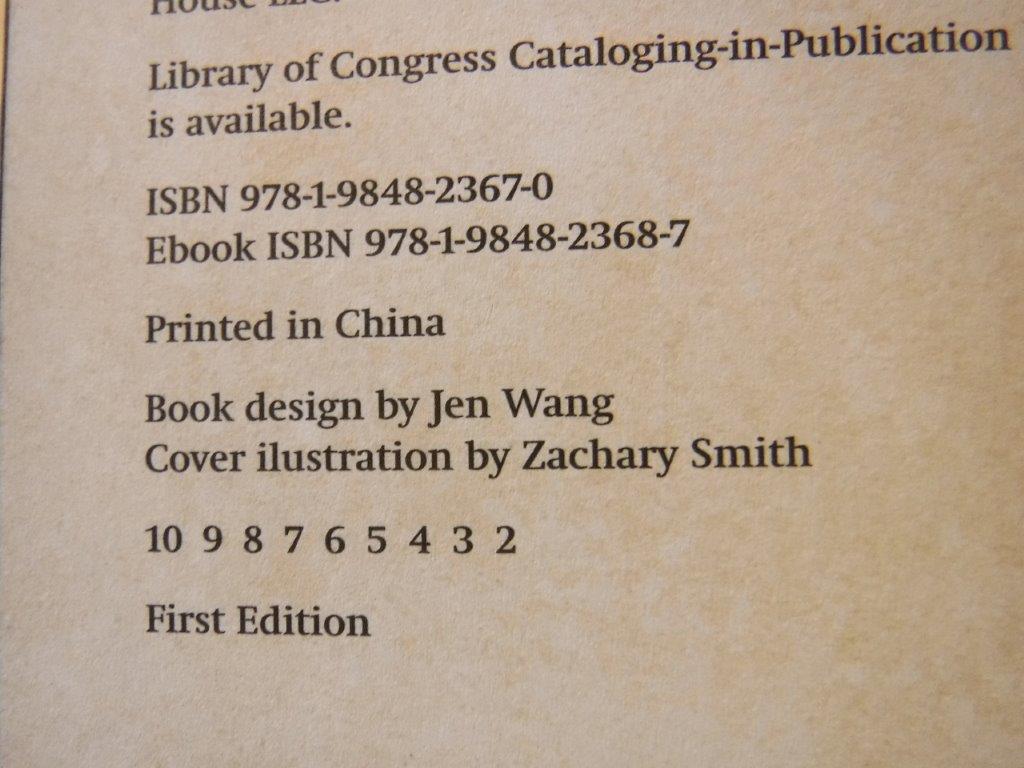 House LLC.
Library of Congress Cataloging-in-Publication
is available.
ISBN 978-1-9848-2367-0
Ebook ISBN 978-1-9848-2368-7
Printed in China
Book design by Jen Wang
Cover ilustration by Zachary Smith
10 9 8 7 6 5 4 3 2
First Edition